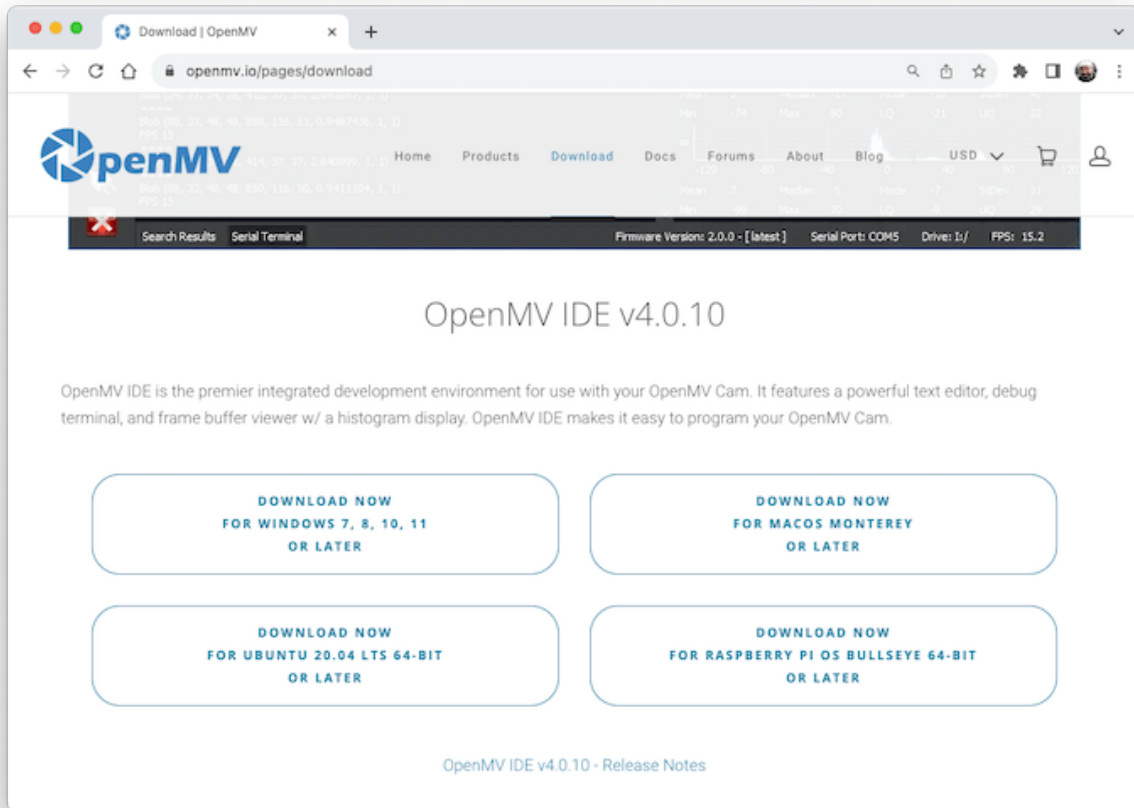 Download | OpenMV
openmv.io/pages/download
OpenMV
Home Products Download Docs Forums About Blog USD
Search Results Serial Terminal Firmware Version: 2.0.0 - [latest] Serial Port: COM5 Drive: I:/ FPS: 15.2
OpenMV IDE v4.0.10
OpenMV IDE is the premier integrated development environment for use with your OpenMV Cam. It features a powerful text editor, debug
terminal, and frame buffer viewer w/ a histogram display. OpenMV IDE makes it easy to program your OpenMV Cam.
DOWNLOAD NOW
FOR WINDOWS 7, 8, 10, 11
OR LATER
DOWNLOAD NOW
FOR MACOS MONTEREY
OR LATER
DOWNLOAD NOW
FOR UBUNTU 20.04 LTS 64-BIT
OR LATER
DOWNLOAD NOW
FOR RASPBERRY PI OS BULLSEYE 64-BIT
OR LATER
OpenMV IDE v4.0.10 - Release Notes